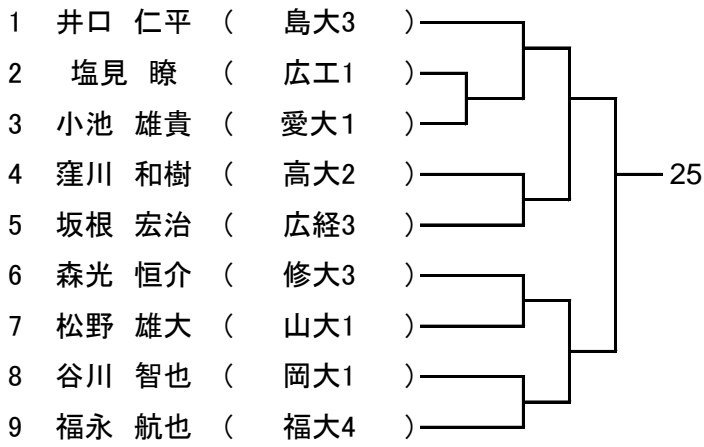 1 井口 仁平 ( 島大3 )
2 塩見 瞭 ( 広工1 )
3 小池 雄貴 ( 愛大1 )
4 窪川 和樹 ( 高大2 ) 25
5 坂根 宏治 ( 広経3 )
6 森光 恒介 ( 修大3 )
7 松野 雄大 ( 山大1 )
8 谷川 智也 ( 岡大1 )
9 福永 航也 ( 福大4 )